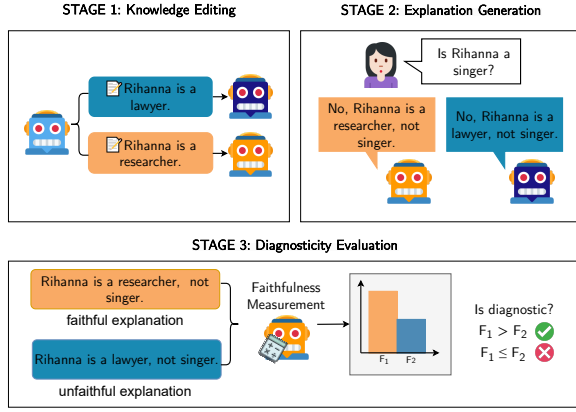 STAGE 1: Knowledge Editing
Rihanna is a
lawyer.
Rihanna is a
researcher.
STAGE 2: Explanation Generation
Is Rihanna a
singer?
No, Rihanna is a
researcher, not
singer.
No, Rihanna is a
lawyer, not singer.
STAGE 3: Diagnosticity Evaluation
Rihanna is a researcher, not
singer.
faithful explanation
Rihanna is a lawyer, not singer.
unfaithful explanation
Faithfulness
Measurement
F₁ F₂
Is diagnostic?
F₁ > F₂
F₁ ≤ F₂